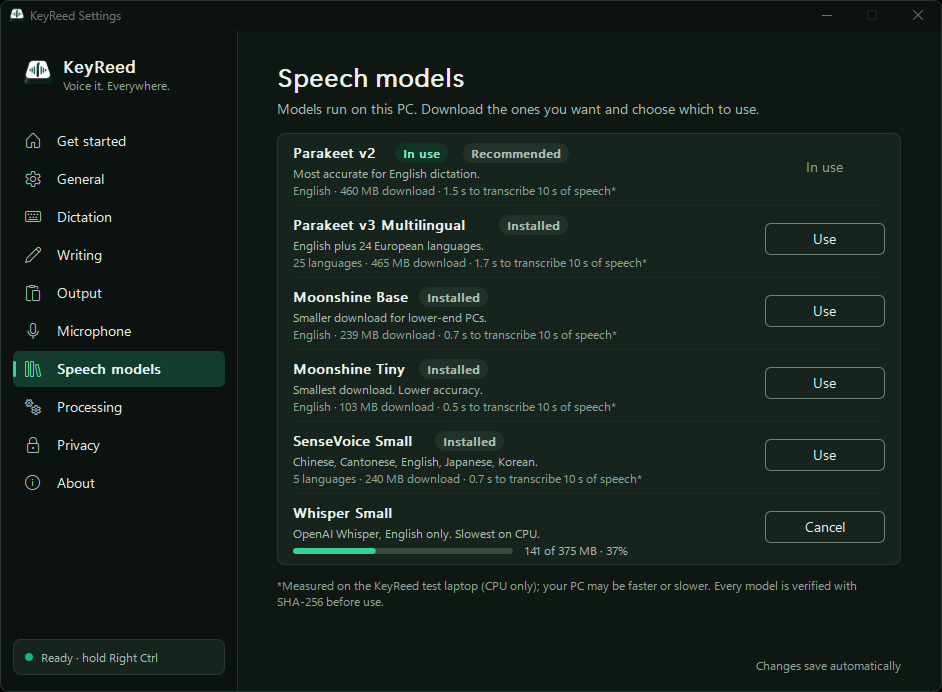 KeyReed Settings
KeyReed
Voice it. Everywhere.
Get started
General
Dictation
Writing
Output
Microphone
Speech models
Processing
Privacy
About
Ready · hold Right Ctrl
Speech models
Models run on this PC. Download the ones you want and choose which to use.
Parakeet v2 In use Recommended
Most accurate for English dictation.
English · 460 MB download · 1.5 s to transcribe 10 s of speech*
In use
Parakeet v3 Multilingual Installed
English plus 24 European languages.
25 languages · 465 MB download · 1.7 s to transcribe 10 s of speech*
Use
Moonshine Base Installed
Smaller download for lower-end PCs.
English · 239 MB download · 0.7 s to transcribe 10 s of speech*
Use
Moonshine Tiny Installed
Smallest download. Lower accuracy.
English · 103 MB download · 0.5 s to transcribe 10 s of speech*
Use
SenseVoice Small Installed
Chinese, Cantonese, English, Japanese, Korean.
5 languages · 240 MB download · 0.7 s to transcribe 10 s of speech*
Use
Whisper Small
OpenAI Whisper, English only. Slowest on CPU.
141 of 375 MB · 37%
Cancel
*Measured on the KeyReed test laptop (CPU only); your PC may be faster or slower. Every model is verified with
SHA-256 before use.
Changes save automatically